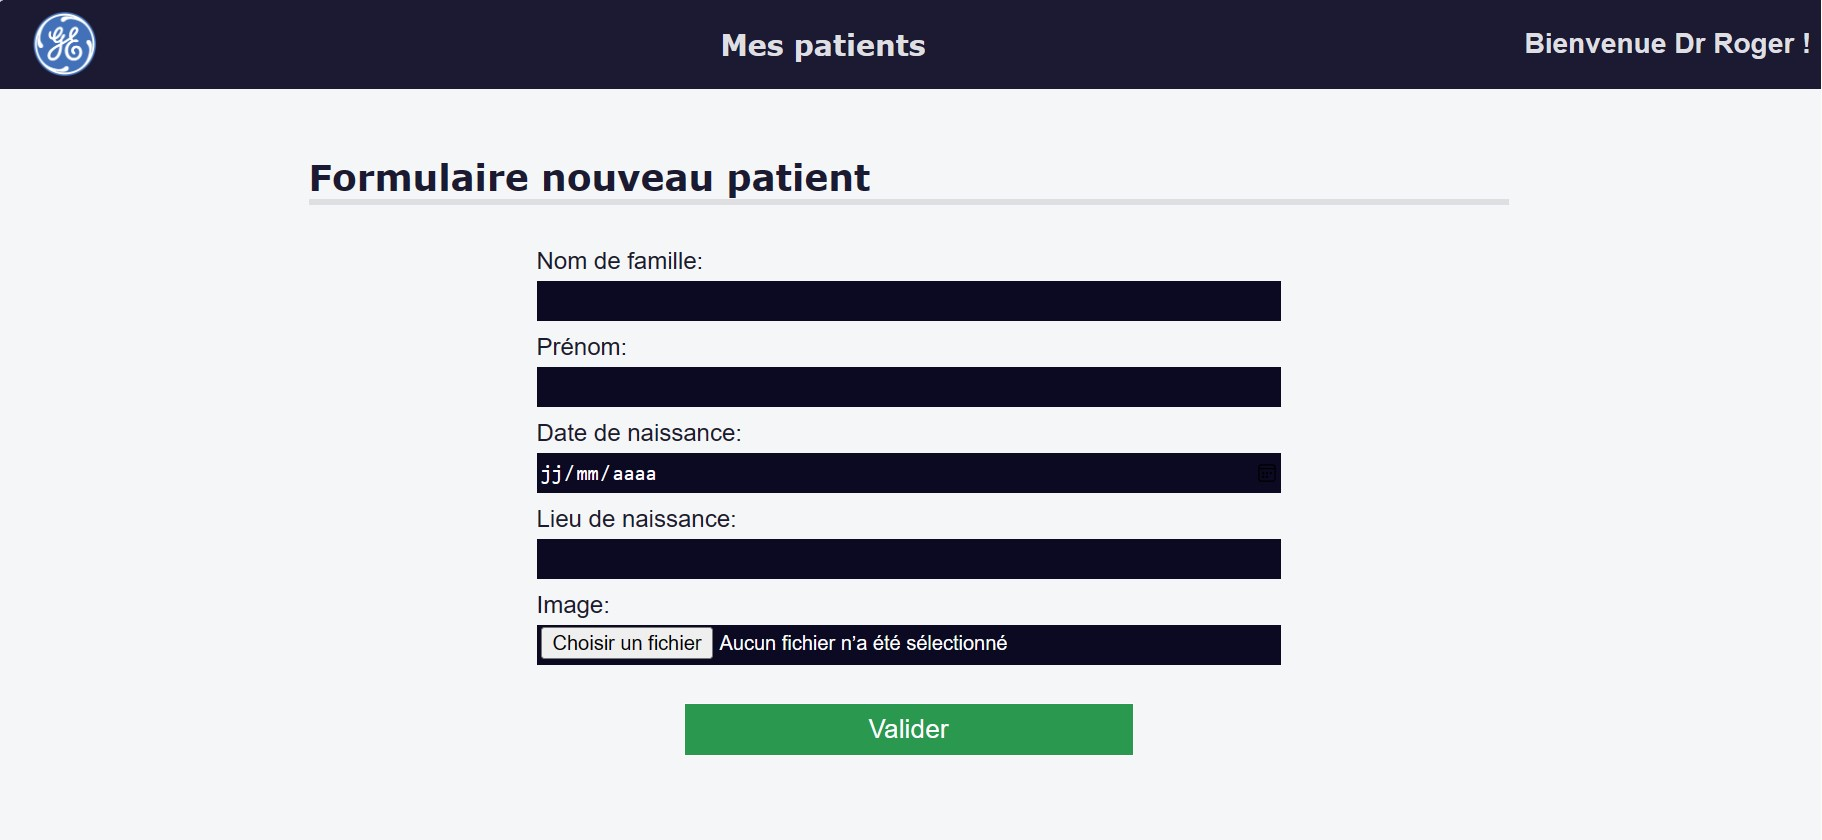 GE
Mes patients
Bienvenue Dr Roger !
Formulaire nouveau patient
Nom de famille:
Prénom:
Date de naissance:
jj/mm/aaaa
Lieu de naissance:
Image:
Choisir un fichier Aucun fichier n’a été sélectionné
Valider